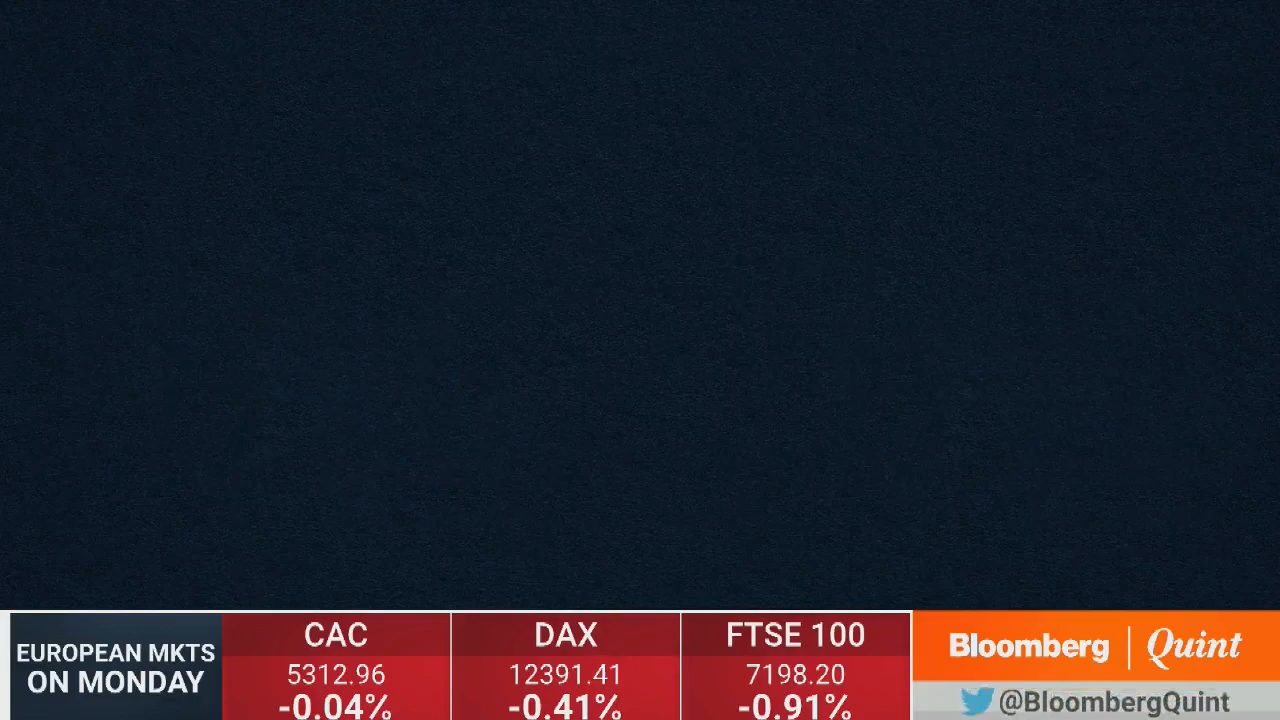 EUROPEAN MKTS
ON MONDAY
CAC
5312.96
-0.04%
DAX
12391.41
-0.41%
FTSE 100
7198.20
-0.91%
Bloomberg | Quint
@BloombergQuint